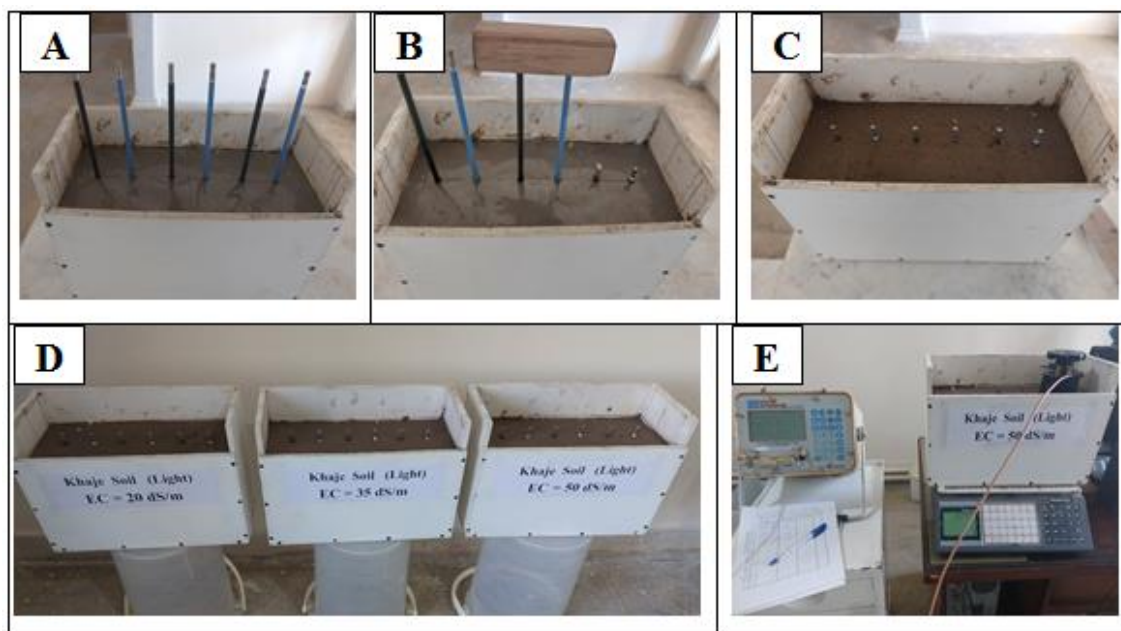 A
B
C
D
Khaje Soil (Light)
EC = 20 dS/m
Khaje Soil (Light)
EC = 35 dS/m
Khaje Soil (Light)
EC = 50 dS/m
E
Khaje Soil (Light)
EC = 50 dS/m